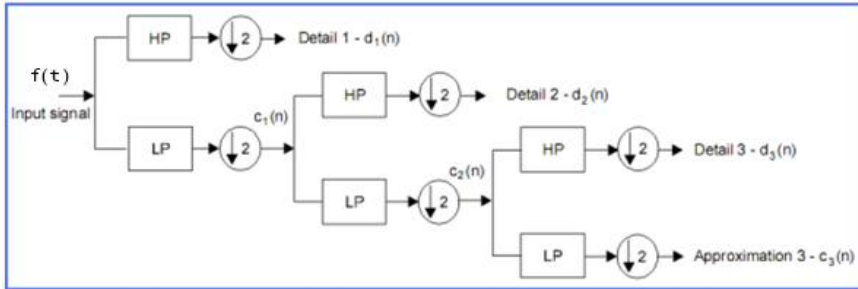 HP
↓2
Detail 1 - d₁(n)
f(t)
Input signal
HP
↓2
Detail 2 - d₂(n)
c₁(n)
LP
↓2
HP
↓2
Detail 3 - d₃(n)
c₂(n)
LP
↓2
LP
↓2
Approximation 3 - c₃(n)